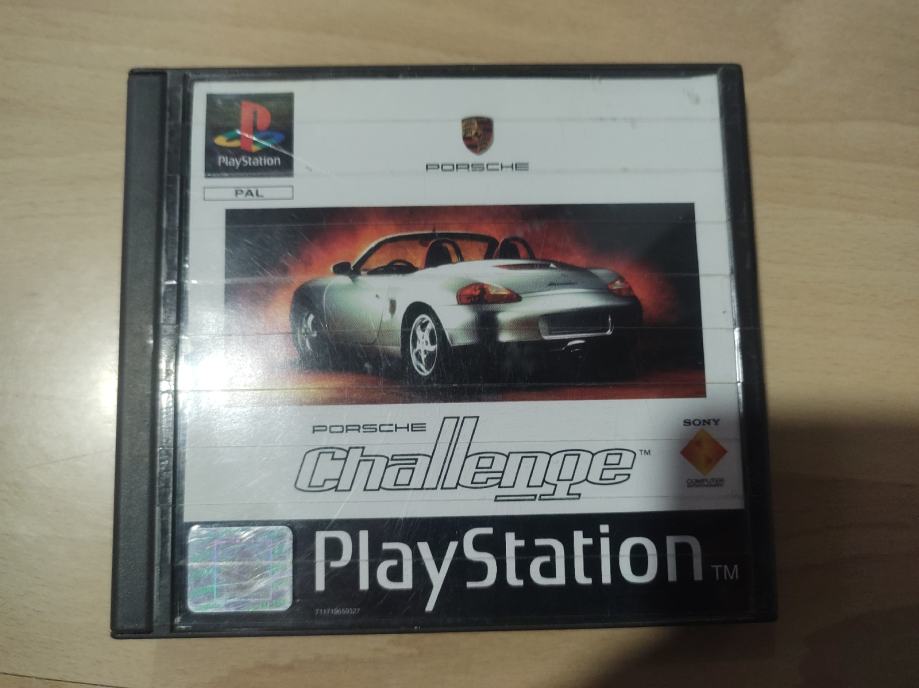 PlayStation
PAL
PORSCHE
PORSCHE
Challenge™
SONY
COMPUTER
ENTERTAINMENT
PlayStation™